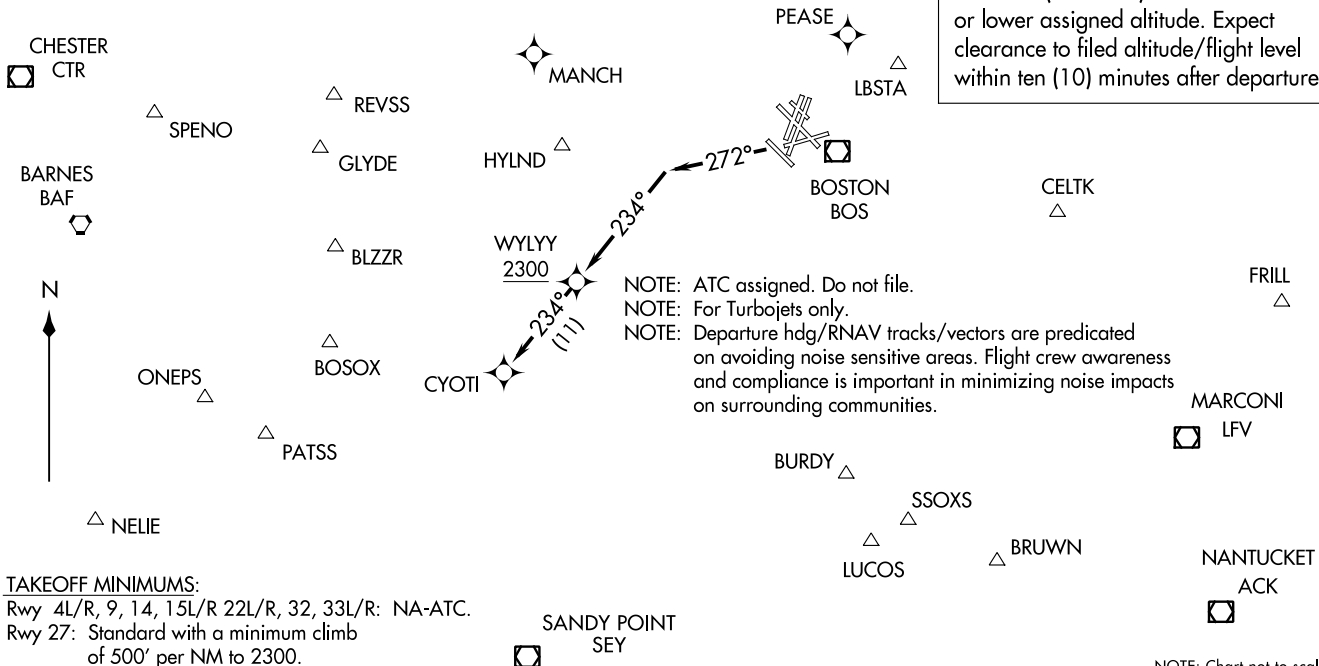 PEASE
or lower assigned altitude. Expect
clearance to filed altitude/flight level
within ten (10) minutes after departure
CHESTER
CTR
MANCH
LBSTA
REVSS
SPENO
GLYDE
HYLND
272°
BARNES
BAF
BOSTON
BOS
CELTK
234°
WYLYY
2300
BLZZR
FRILL
N
NOTE: ATC assigned. Do not file.
NOTE: For Turbojets only.
NOTE: Departure hdg/RNAV tracks/vectors are predicated
on avoiding noise sensitive areas. Flight crew awareness
and compliance is important in minimizing noise impacts
on surrounding communities.
234°
(11)
BOSOX
CYOTI
ONEPS
MARCONI
LFV
PATSS
BURDY
SSOXS
NELIE
LUCOS
BRUWN
NANTUCKET
ACK
TAKEOFF MINIMUMS:
Rwy 4L/R, 9, 14, 15L/R 22L/R, 32, 33L/R: NA-ATC.
Rwy 27: Standard with a minimum climb
of 500' per NM to 2300.
SANDY POINT
SEY
NOTE: Chart not to scal